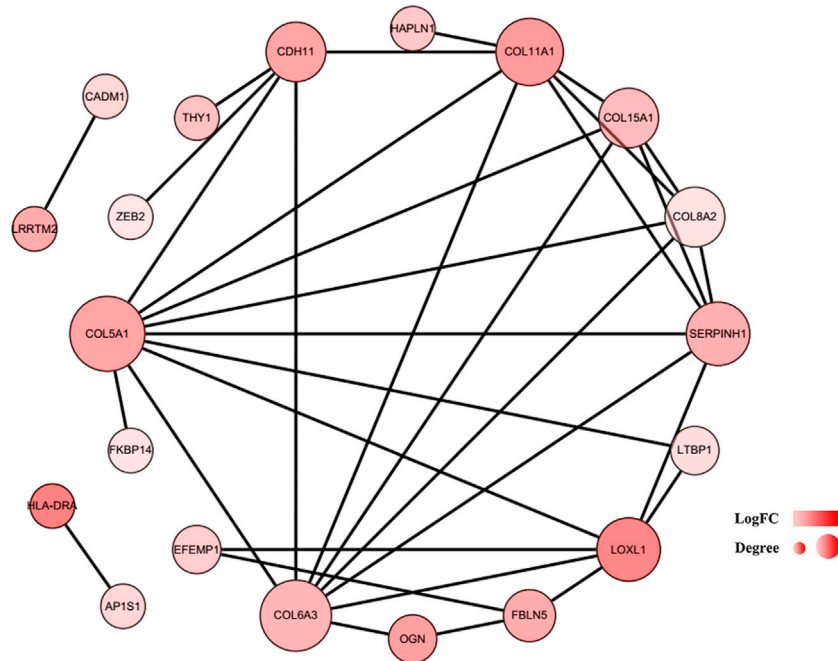 HAPLN1
CDH11
COL11A1
CADM1
THY1
COL15A1
ZEB2
COL8A2
LRRTM2
COL5A1
SERPINH1
FKBP14
LTBP1
HLA-DRA
LogFC
EFEMP1
LOXL1
Degree
AP1S1
COL6A3
FBLN5
OGN